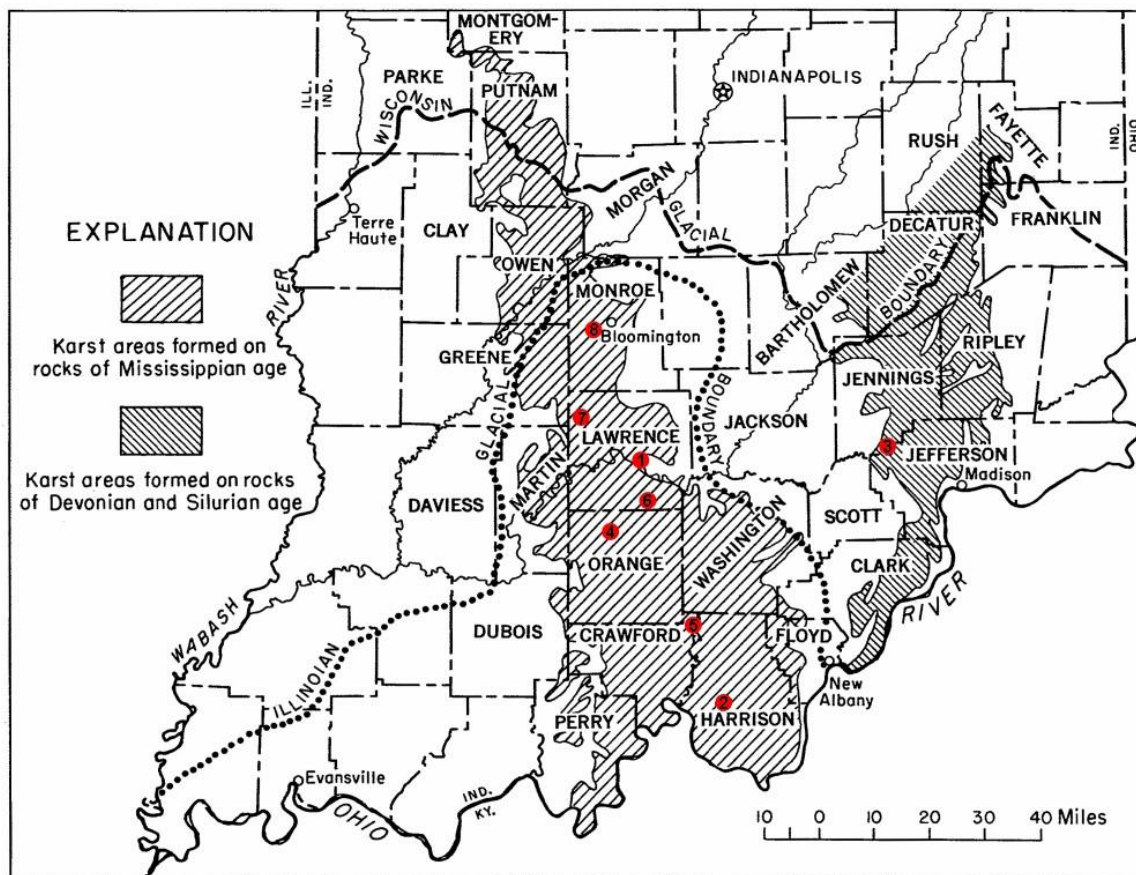 MONTGOM-
ERY
PARKE
PUTNAM
INDIANAPOLIS
ILL.
IND.
WISCONSIN
RUSH
FAYETTE
IND.
OHIO
MORGAN
GLACIAL
BOUNDARY
FRANKLIN
DECATUR
Terre
Haute
CLAY
EXPLANATION
OWEN
MONROE
BARTHOLOMEW
RIVER
8
Bloomington
RIPLEY
Karst areas formed on
rocks of Mississippian age
GREENE
JENNINGS
GLACIAL
BOUNDARY
7
JACKSON
LAWRENCE
3
JEFFERSON
1
Madison
Karst areas formed on rocks
of Devonian and Silurian age
MARTIN
DAVIESS
6
SCOTT
4
WASHINGTON
ORANGE
CLARK
RIVER
WABASH
DUBOIS
CRAWFORD
5
FLOYD
New
Albany
ILLINOIAN
PERRY
2
HARRISON
Evansville
IND.
KY.
OHIO
10 0 10 20 30 40 Miles